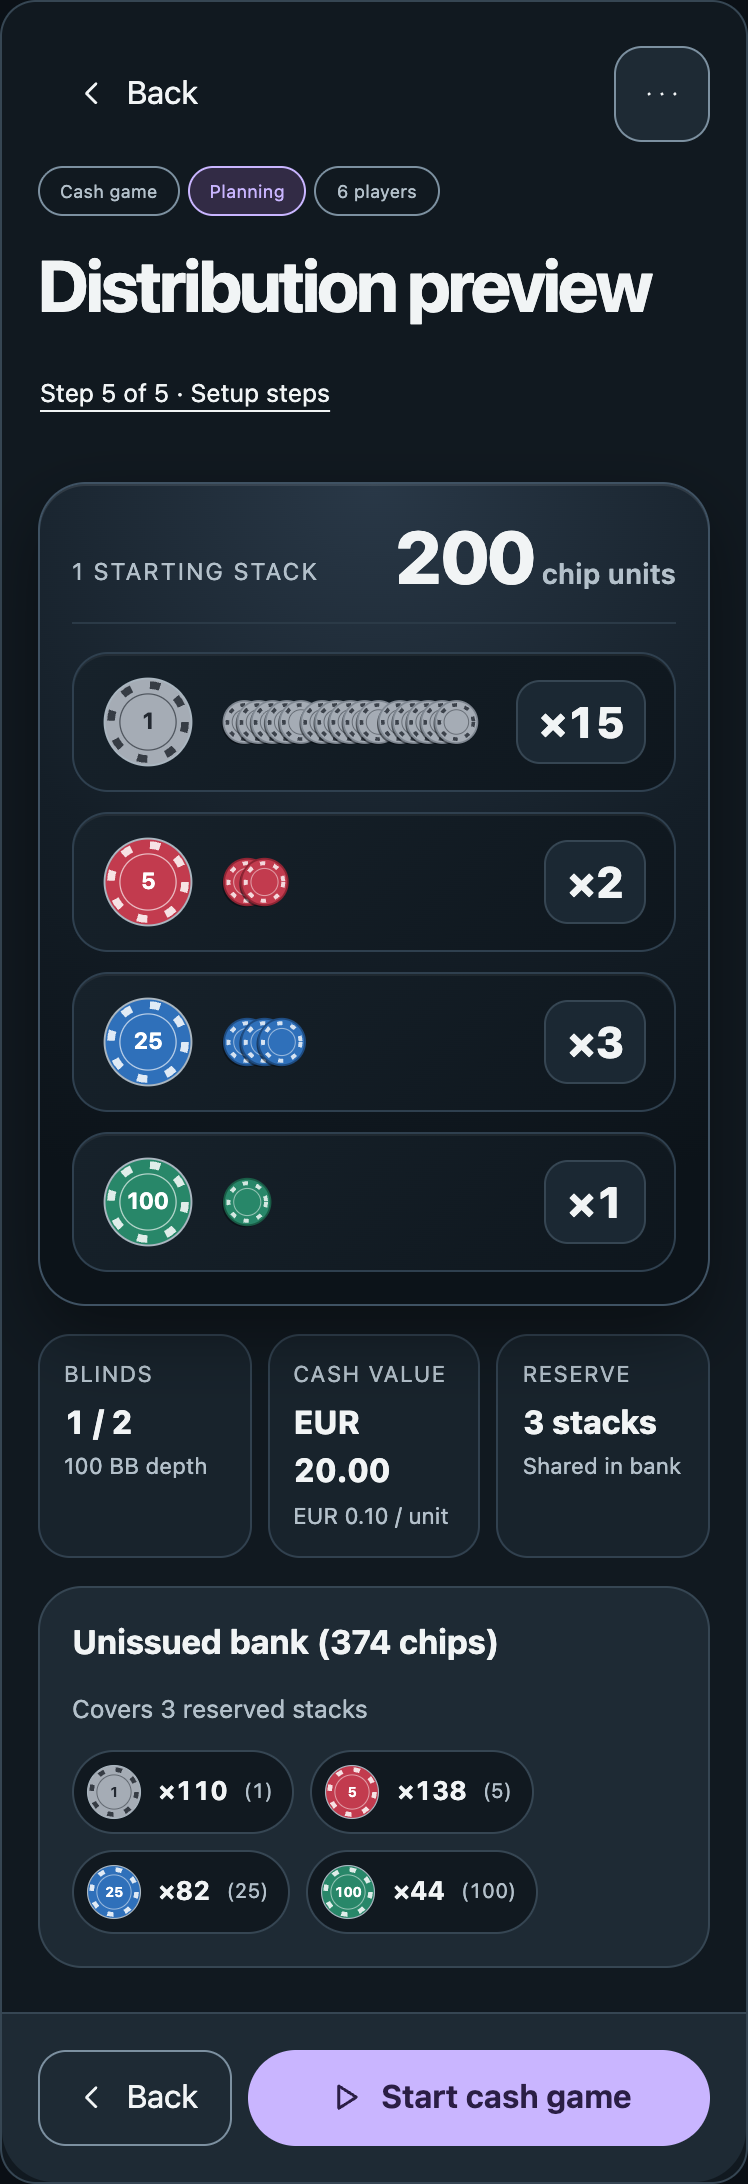 Back
...
Cash game
Planning
6 players
Distribution preview
Step 5 of 5 · Setup steps
1 STARTING STACK
200 chip units
1
×15
5
×2
25
×3
100
×1
BLINDS
1 / 2
100 BB depth
CASH VALUE
EUR
20.00
EUR 0.10 / unit
RESERVE
3 stacks
Shared in bank
Unissued bank (374 chips)
Covers 3 reserved stacks
1 ×110 (1)
5 ×138 (5)
25 ×82 (25)
100 ×44 (100)
Back
Start cash game